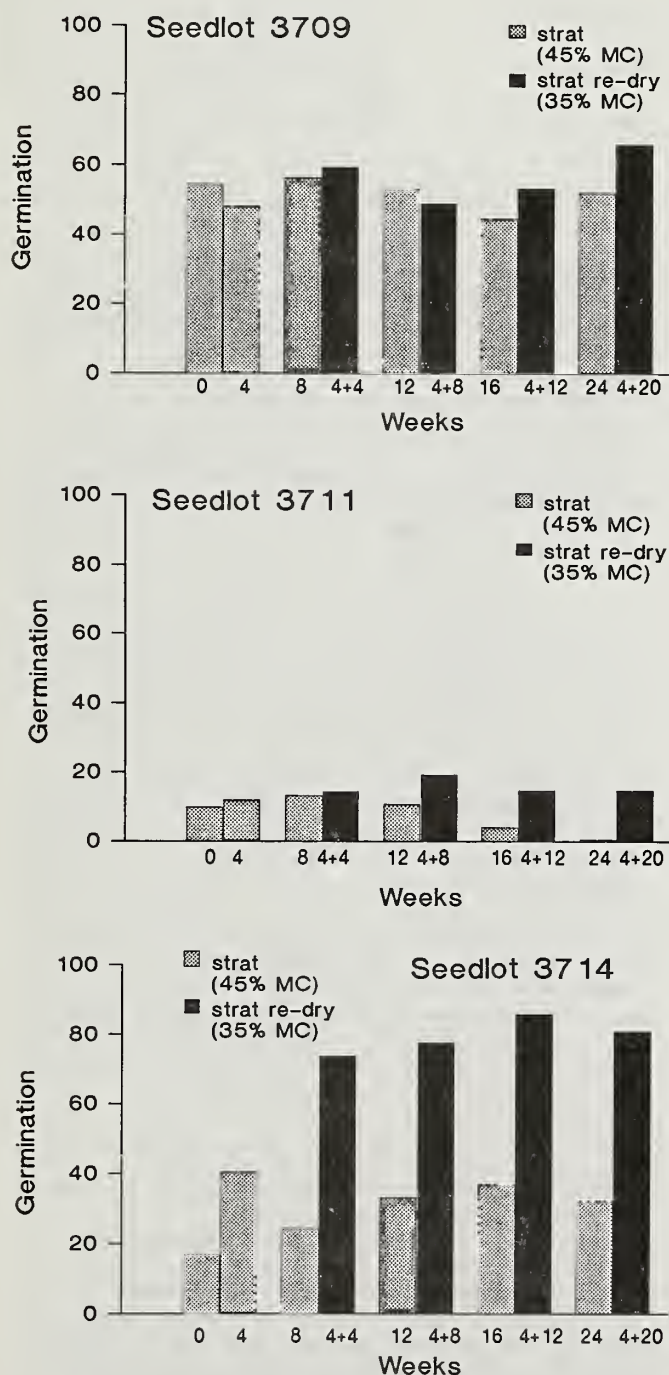 Seedlot 3709
strat
(45% MC)
strat re-dry
(35% MC)
100
80
60
40
20
0
Germination
0 4 8 4+4 12 4+8 16 4+12 24 4+20
Weeks
Seedlot 3711
strat
(45% MC)
strat re-dry
(35% MC)
100
80
60
40
20
0
Germination
0 4 8 4+4 12 4+8 16 4+12 24 4+20
Weeks
strat
(45% MC)
strat re-dry
(35% MC)
Seedlot 3714
100
80
60
40
20
0
Germination
0 4 8 4+4 12 4+8 16 4+12 24 4+20
Weeks